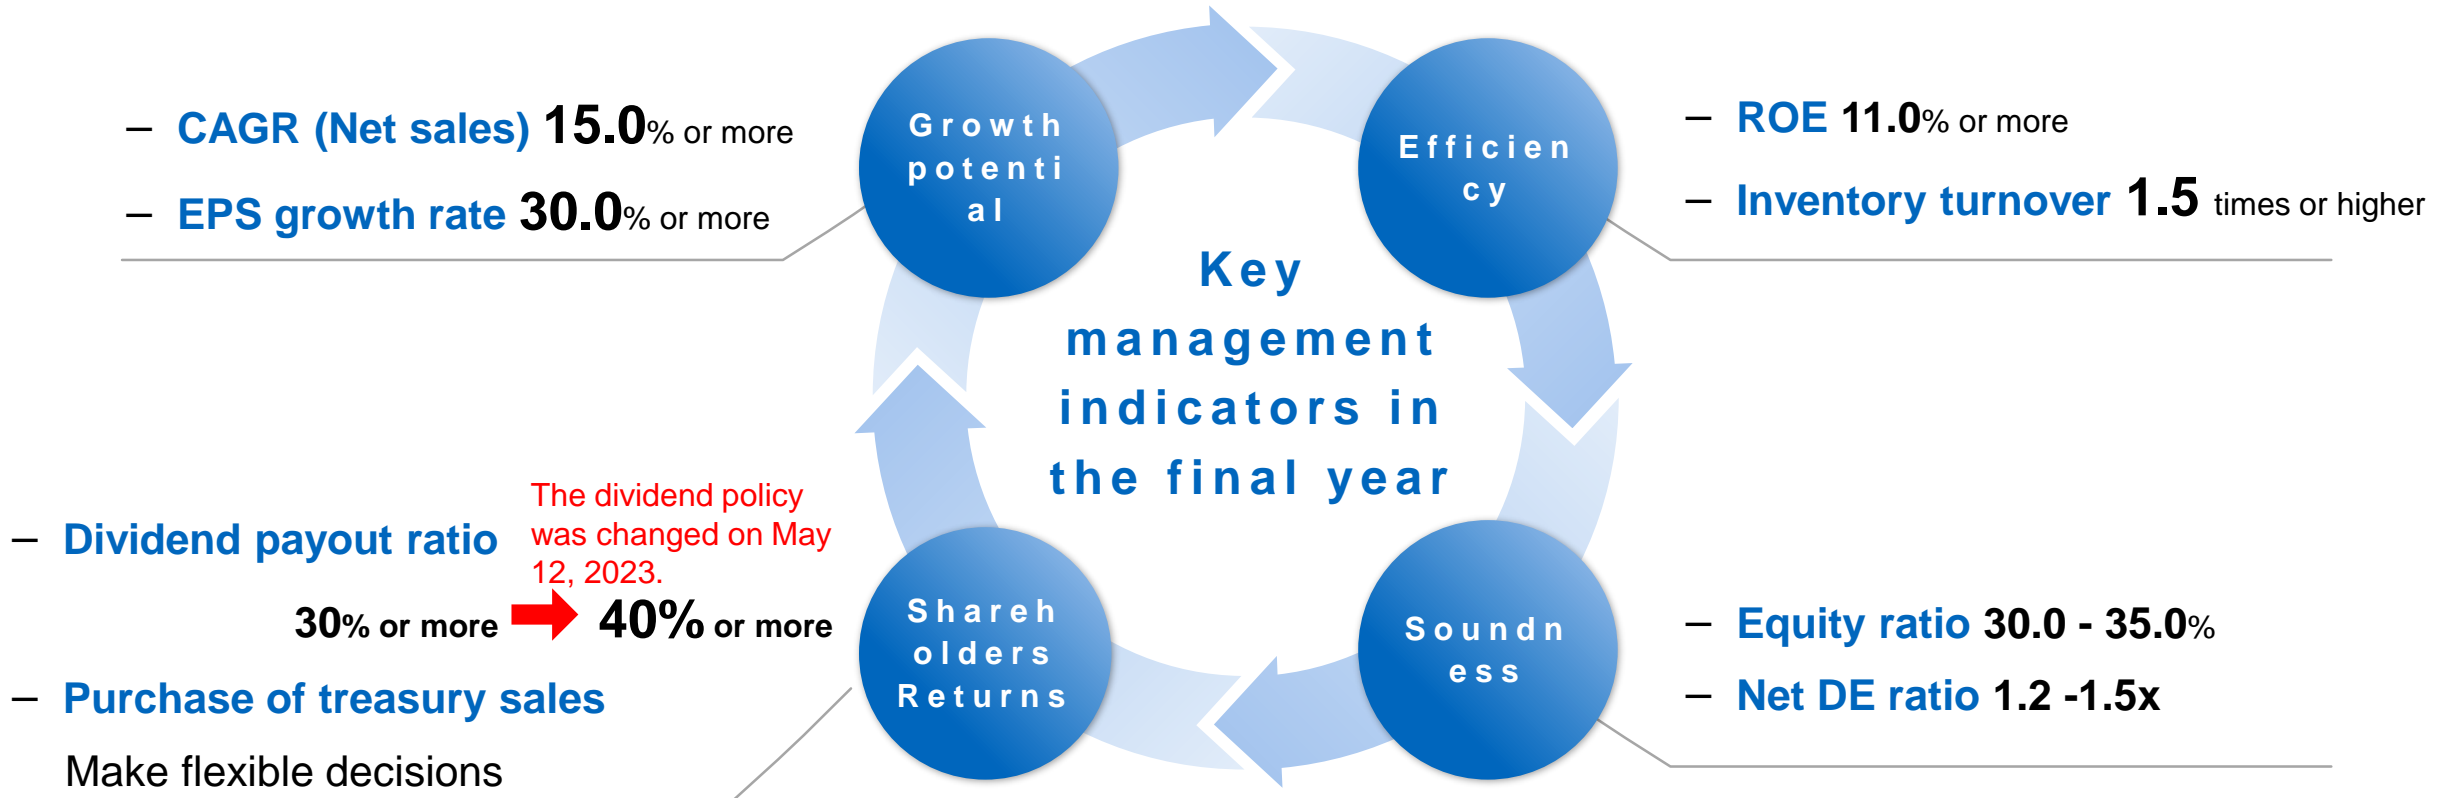 – CAGR (Net sales) 15.0% or more
– EPS growth rate 30.0% or more
Growth
potenti
al
Efficien
cy
– ROE 11.0% or more
– Inventory turnover 1.5 times or higher
Key
management
indicators in
the final year
The dividend policy
was changed on May
12, 2023.
– Dividend payout ratio
30% or more 40% or more
– Purchase of treasury sales
Make flexible decisions
Shareh
olders
Returns
Soundn
ess
– Equity ratio 30.0 - 35.0%
– Net DE ratio 1.2 -1.5x